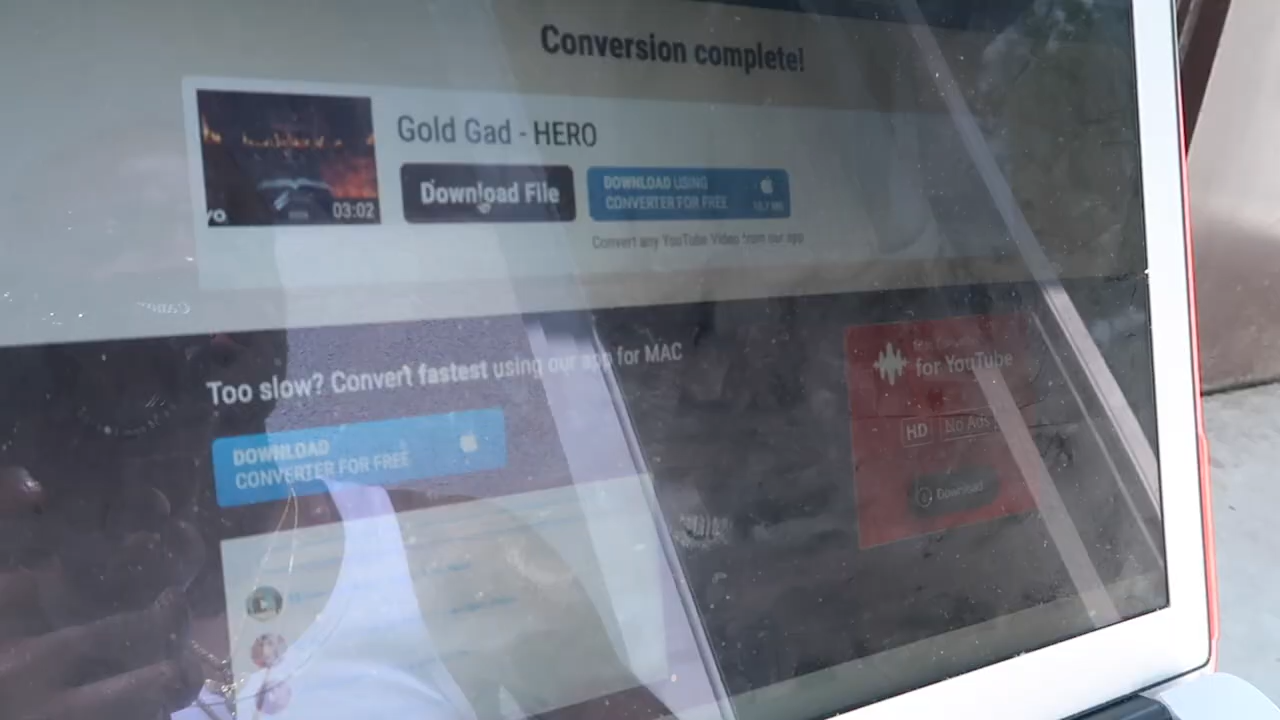 Conversion complete!
Gold Gad - HERO
03:02
Download File
DOWNLOAD USING
CONVERTER FOR FREE
Convert any YouTube Video from our app
Too slow? Convert fastest using our app for MAC
DOWNLOAD
CONVERTER FOR FREE
for YouTube
HD No Ads
Download